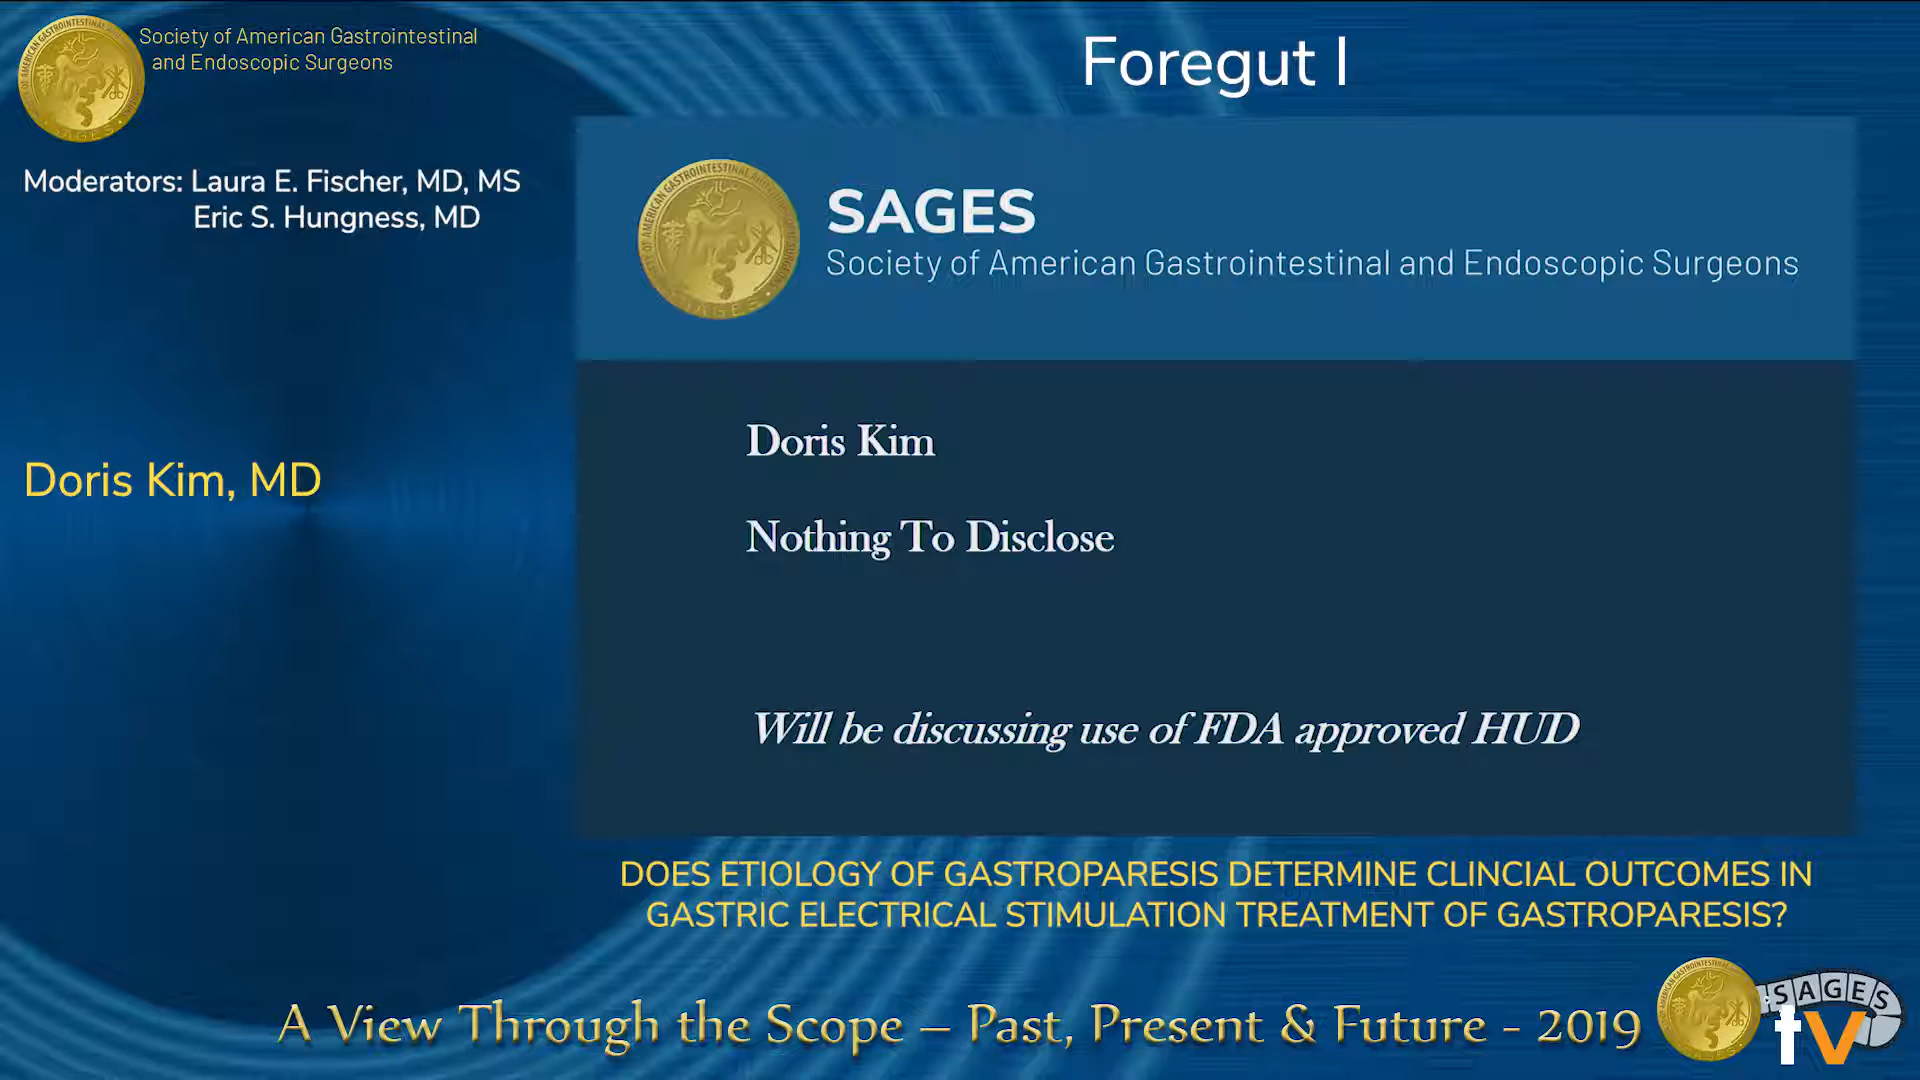 Society of American Gastrointestinal
and Endoscopic Surgeons
Foregut I
Moderators: Laura E. Fischer, MD, MS
Eric S. Hungness, MD
SAGES
Society of American Gastrointestinal and Endoscopic Surgeons
Doris Kim, MD
Doris Kim
Nothing To Disclose
Will be discussing use of FDA approved HUD
DOES ETIOLOGY OF GASTROPARESIS DETERMINE CLINCIAL OUTCOMES IN
GASTRIC ELECTRICAL STIMULATION TREATMENT OF GASTROPARESIS?
A View Through the Scope – Past, Present & Future - 2019
SAGES
tv